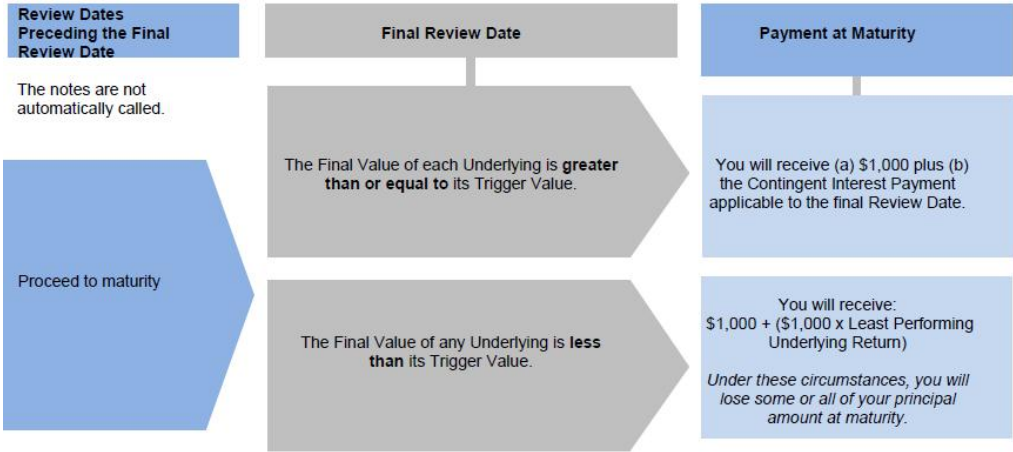 Review Dates
Preceding the Final
Review Date
Final Review Date
Payment at Maturity
The notes are not
automatically called.
The Final Value of each Underlying is greater
than or equal to its Trigger Value.
You will receive (a) $1,000 plus (b)
the Contingent Interest Payment
applicable to the final Review Date.
Proceed to maturity
The Final Value of any Underlying is less
than its Trigger Value.
You will receive:
$1,000 + ($1,000 x Least Performing
Underlying Return)
Under these circumstances, you will
lose some or all of your principal
amount at maturity.